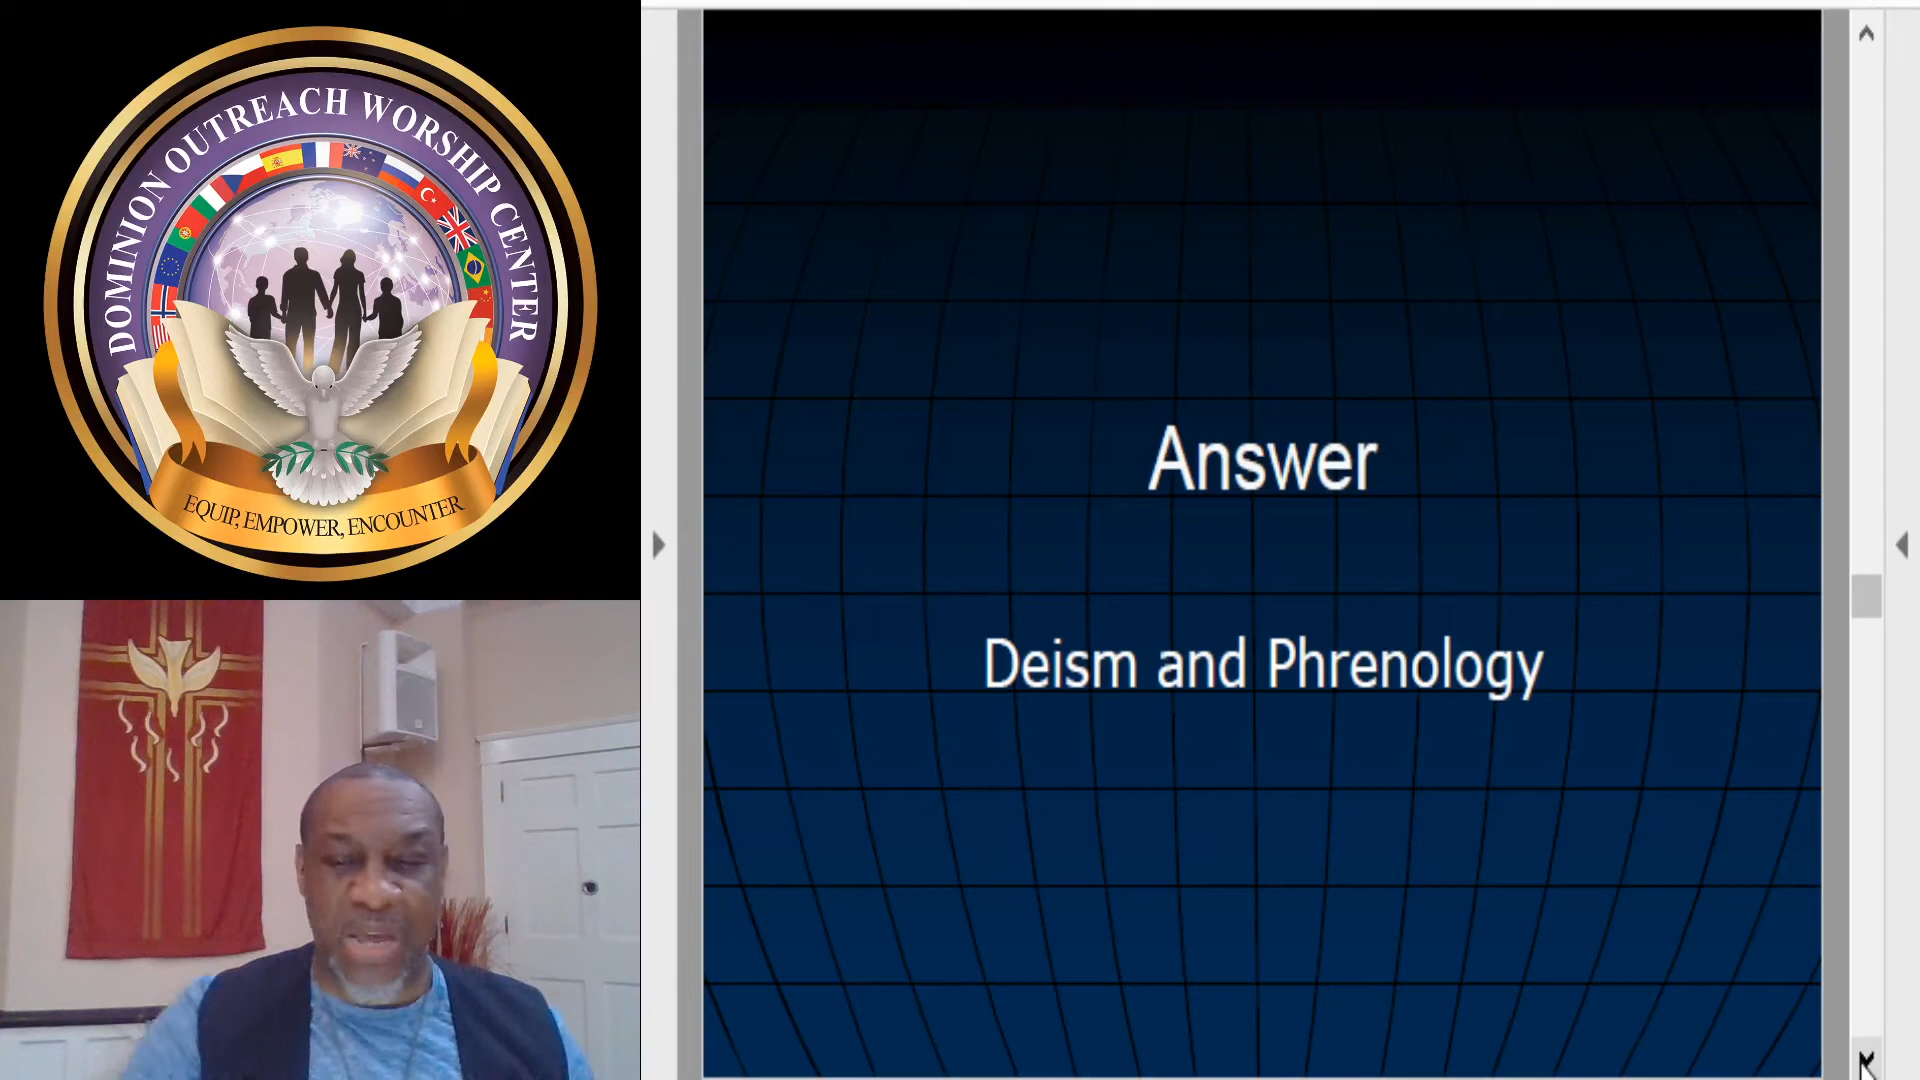 DOMINION OUTREACH WORSHIP CENTER
EQUIP, EMPOWER, ENCOUNTER
Answer
Deism and Phrenology